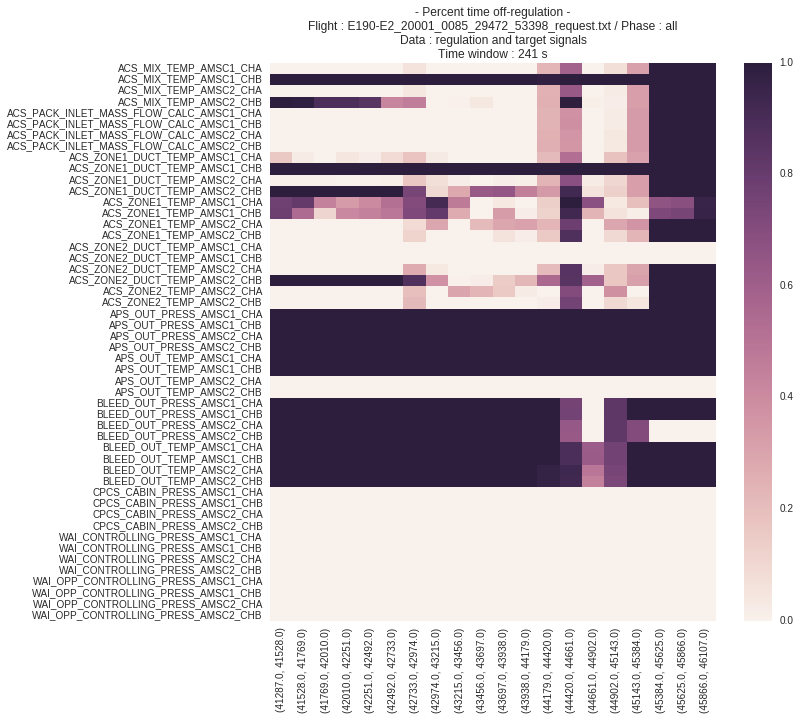 - Percent time off-regulation -
Flight : E190-E2_20001_0085_29472_53398_request.txt / Phase : all
Data : regulation and target signals
Time window : 241 s
ACS_MIX_TEMP_AMSC1_CHA
ACS_MIX_TEMP_AMSC1_CHB
ACS_MIX_TEMP_AMSC2_CHA
ACS_MIX_TEMP_AMSC2_CHB
ACS_PACK_INLET_MASS_FLOW_CALC_AMSC1_CHA
ACS_PACK_INLET_MASS_FLOW_CALC_AMSC1_CHB
ACS_PACK_INLET_MASS_FLOW_CALC_AMSC2_CHA
ACS_PACK_INLET_MASS_FLOW_CALC_AMSC2_CHB
ACS_ZONE1_DUCT_TEMP_AMSC1_CHA
ACS_ZONE1_DUCT_TEMP_AMSC1_CHB
ACS_ZONE1_DUCT_TEMP_AMSC2_CHA
ACS_ZONE1_DUCT_TEMP_AMSC2_CHB
ACS_ZONE1_TEMP_AMSC1_CHA
ACS_ZONE1_TEMP_AMSC1_CHB
ACS_ZONE1_TEMP_AMSC2_CHA
ACS_ZONE1_TEMP_AMSC2_CHB
ACS_ZONE2_DUCT_TEMP_AMSC1_CHA
ACS_ZONE2_DUCT_TEMP_AMSC1_CHB
ACS_ZONE2_DUCT_TEMP_AMSC2_CHA
ACS_ZONE2_DUCT_TEMP_AMSC2_CHB
ACS_ZONE2_TEMP_AMSC2_CHA
ACS_ZONE2_TEMP_AMSC2_CHB
APS_OUT_PRESS_AMSC1_CHA
APS_OUT_PRESS_AMSC1_CHB
APS_OUT_PRESS_AMSC2_CHA
APS_OUT_PRESS_AMSC2_CHB
APS_OUT_TEMP_AMSC1_CHA
APS_OUT_TEMP_AMSC1_CHB
APS_OUT_TEMP_AMSC2_CHA
APS_OUT_TEMP_AMSC2_CHB
BLEED_OUT_PRESS_AMSC1_CHA
BLEED_OUT_PRESS_AMSC1_CHB
BLEED_OUT_PRESS_AMSC2_CHA
BLEED_OUT_PRESS_AMSC2_CHB
BLEED_OUT_TEMP_AMSC1_CHA
BLEED_OUT_TEMP_AMSC1_CHB
BLEED_OUT_TEMP_AMSC2_CHA
BLEED_OUT_TEMP_AMSC2_CHB
CPCS_CABIN_PRESS_AMSC1_CHA
CPCS_CABIN_PRESS_AMSC1_CHB
CPCS_CABIN_PRESS_AMSC2_CHA
CPCS_CABIN_PRESS_AMSC2_CHB
WAI_CONTROLLING_PRESS_AMSC1_CHA
WAI_CONTROLLING_PRESS_AMSC1_CHB
WAI_CONTROLLING_PRESS_AMSC2_CHA
WAI_CONTROLLING_PRESS_AMSC2_CHB
WAI_OPP_CONTROLLING_PRESS_AMSC1_CHA
WAI_OPP_CONTROLLING_PRESS_AMSC1_CHB
WAI_OPP_CONTROLLING_PRESS_AMSC2_CHA
WAI_OPP_CONTROLLING_PRESS_AMSC2_CHB
(41287.0, 41528.0)
(41528.0, 41769.0)
(41769.0, 42010.0)
(42010.0, 42251.0)
(42251.0, 42492.0)
(42492.0, 42733.0)
(42733.0, 42974.0)
(42974.0, 43215.0)
(43215.0, 43456.0)
(43456.0, 43697.0)
(43697.0, 43938.0)
(43938.0, 44179.0)
(44179.0, 44420.0)
(44420.0, 44661.0)
(44661.0, 44902.0)
(44902.0, 45143.0)
(45143.0, 45384.0)
(45384.0, 45625.0)
(45625.0, 45866.0)
(45866.0, 46107.0)
1.0
0.8
0.6
0.4
0.2
0.0